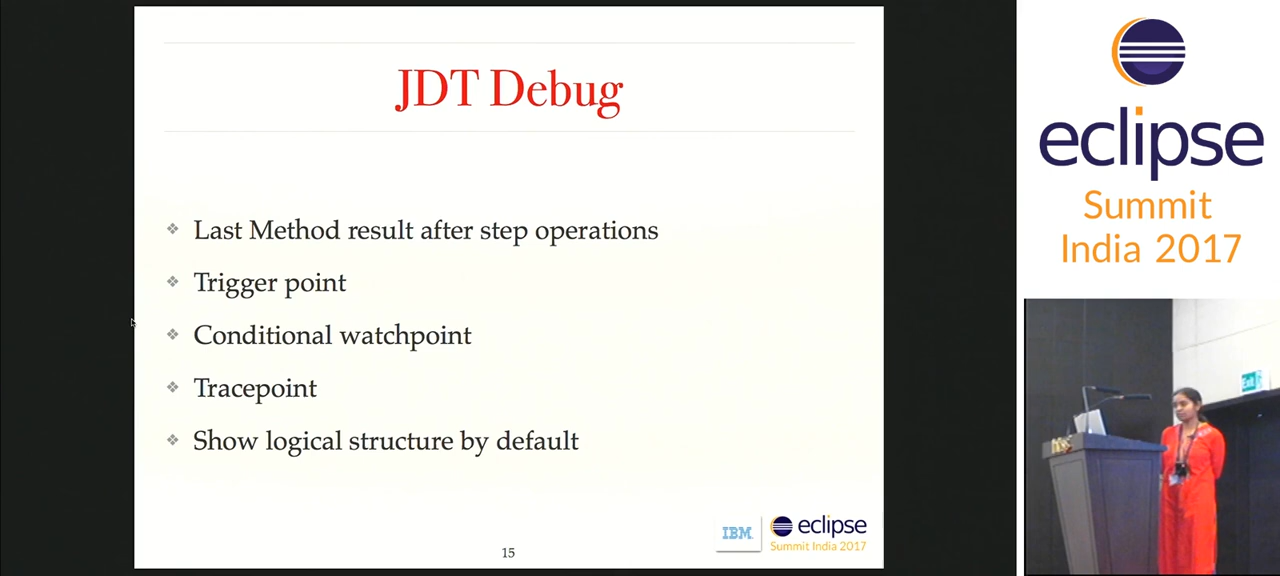 JDT Debug
Last Method result after step operations
Trigger point
Conditional watchpoint
Tracepoint
Show logical structure by default
IBM
eclipse
Summit India 2017
15
eclipse
Summit
India 2017
Exit